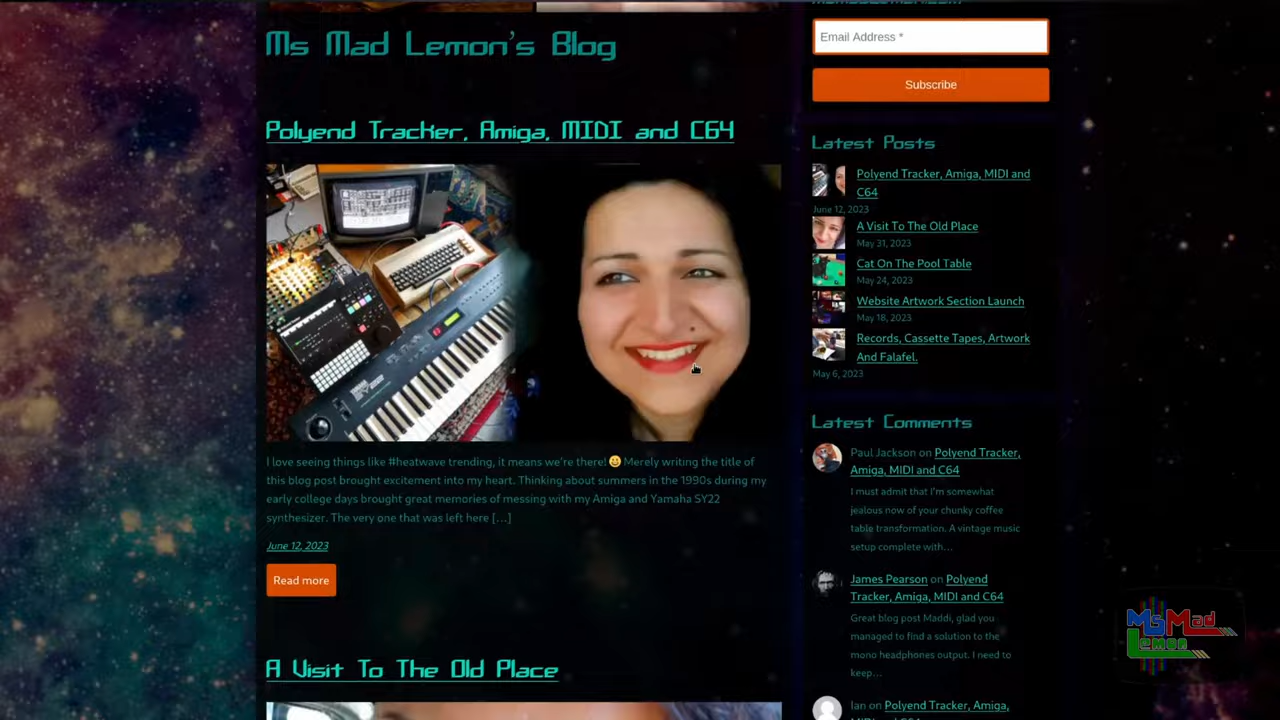 Ms Mad Lemon's Blog
Polyend Tracker, Amiga, MIDI and C64
I love seeing things like #heatwave trending, it means we're there! 😀 Merely writing the title of
this blog post brought excitement into my heart. Thinking about summers in the 1990s during my
early college days brought great memories of messing with my Amiga and Yamaha SY22
synthesizer. The very one that was left here […]
June 12, 2023
Read more
A Visit To The Old Place
Email Address *
Subscribe
Latest Posts
Polyend Tracker, Amiga, MIDI and
C64
June 12, 2023
A Visit To The Old Place
May 31, 2023
Cat On The Pool Table
May 24, 2023
Website Artwork Section Launch
May 18, 2023
Records, Cassette Tapes, Artwork
And Falafel.
May 6, 2023
Latest Comments
Paul Jackson on Polyend Tracker,
Amiga, MIDI and C64
I must admit that I'm somewhat
jealous now of your chunky coffee
table transformation. A vintage music
setup complete with…
James Pearson on Polyend
Tracker, Amiga, MIDI and C64
Great blog post Maddi, glad you
managed to find a solution to the
mono headphones output. I need to
keep…
Ian on Polyend Tracker, Amiga,
MsMad
Lemon